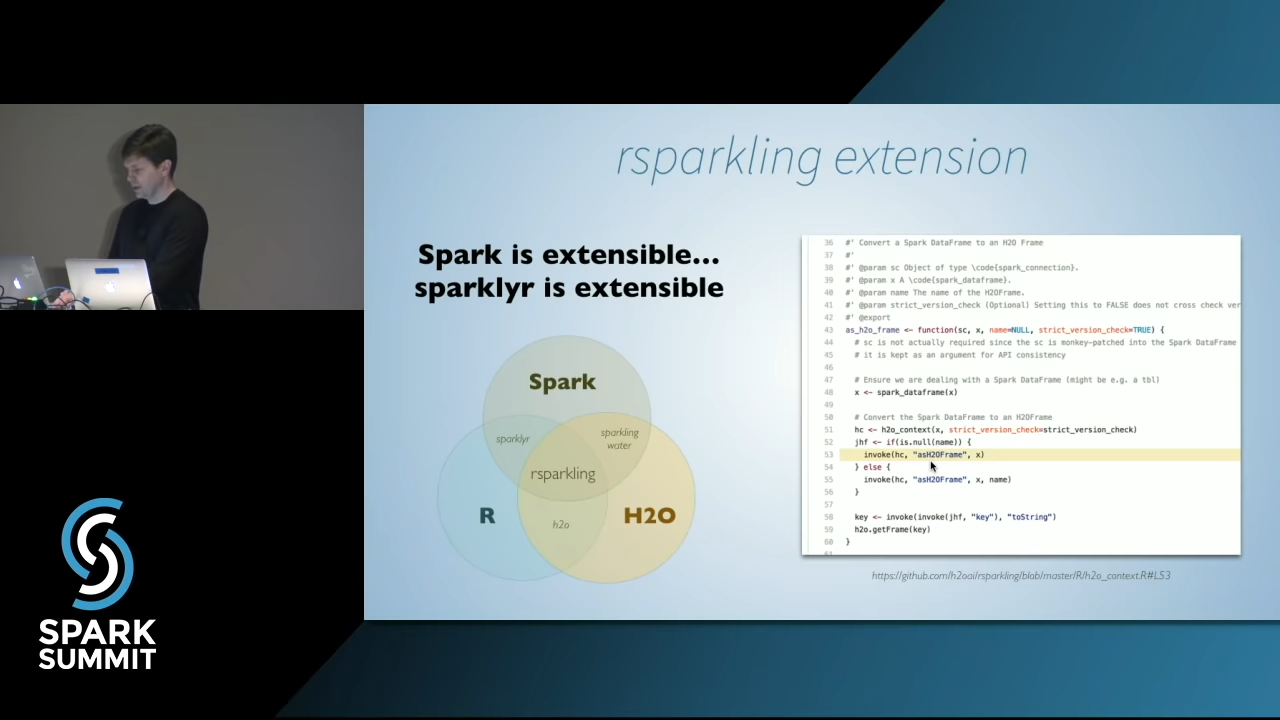 rsparkling extension
Spark is extensible...
sparklyr is extensible
Spark
sparklyr
sparkling
water
rsparkling
R
h2o
H2O
36 #' Convert a Spark DataFrame to an H2O Frame
37 #'
38 #' @param sc Object of type \code{spark_connection}.
39 #' @param x A \code{spark_dataframe}.
40 #' @param name The name of the H2OFrame.
41 #' @param strict_version_check (Optional) Setting this to FALSE does not cross check ver
42 #' @export
43 as_h2o_frame <- function(sc, x, name=NULL, strict_version_check=TRUE) {
44 # sc is not actually required since the sc is monkey-patched into the Spark DataFrame
45 # it is kept as an argument for API consistency
46
47 # Ensure we are dealing with a Spark DataFrame (might be e.g. a tbl)
48 x <- spark_dataframe(x)
49
50 # Convert the Spark DataFrame to an H2OFrame
51 hc <- h2o_context(x, strict_version_check=strict_version_check)
52 jhf <- if(is.null(name)) {
53 invoke(hc, "asH2OFrame", x)
54 } else {
55 invoke(hc, "asH2OFrame", x, name)
56 }
57
58 key <- invoke(invoke(jhf, "key"), "toString")
59 h2o.getFrame(key)
60 }
https://github.com/h2oai/rsparkling/blob/master/R/h2o_context.R#L53
SPARK
SUMMIT